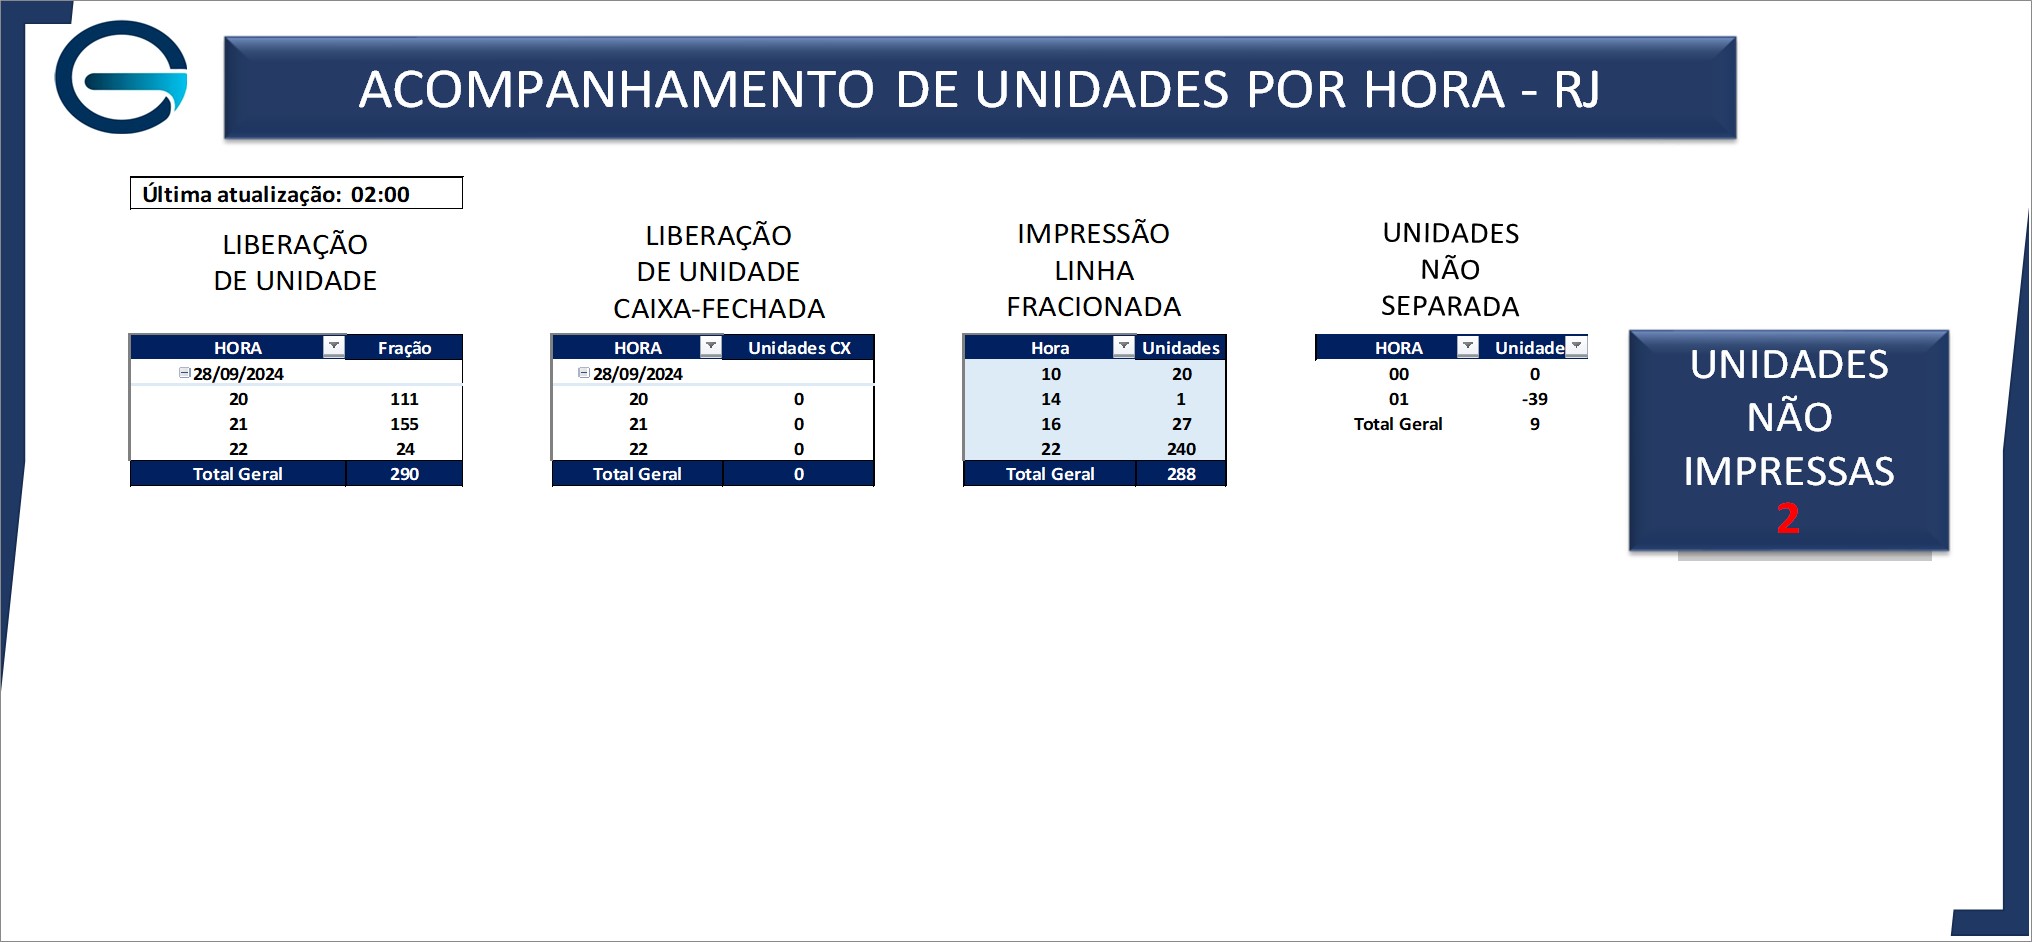 ACOMPANHAMENTO DE UNIDADES POR HORA - RJ
Última atualização: 02:00
LIBERAÇÃO
DE UNIDADE
HORA Fração
28/09/2024
20 111
21 155
22 24
Total Geral 290
LIBERAÇÃO
DE UNIDADE
CAIXA-FECHADA
HORA Unidades CX
28/09/2024
20 0
21 0
22 0
Total Geral 0
IMPRESSÃO
LINHA
FRACIONADA
Hora Unidades
10 20
14 1
16 27
22 240
Total Geral 288
UNIDADES
NÃO
SEPARADA
HORA Unidade
00 0
01 -39
Total Geral 9
UNIDADES
NÃO
IMPRESSAS
2